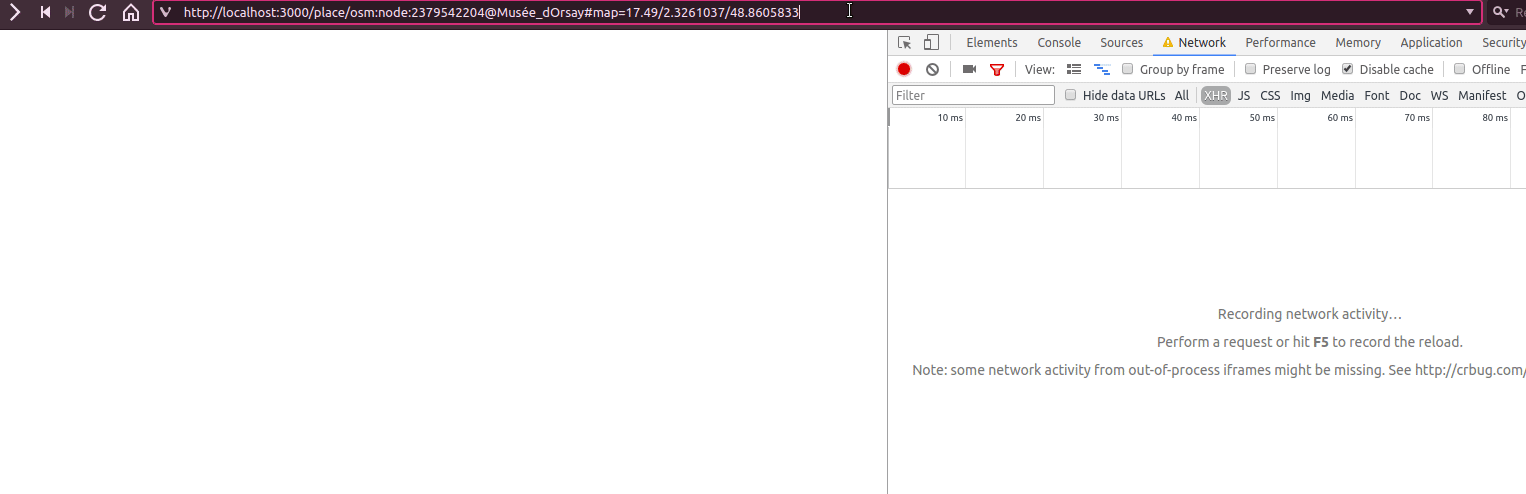 http://localhost:3000/place/osm:node:2379542204@Musée_dOrsay#map=17.49/2.3261037/48.8605833
Elements Console Sources Network Performance Memory Application Security
View: Group by frame Preserve log Disable cache Offline
Filter Hide data URLs All XHR JS CSS Img Media Font Doc WS Manifest
10 ms 20 ms 30 ms 40 ms 50 ms 60 ms 70 ms 80 ms
Recording network activity…
Perform a request or hit F5 to record the reload.
Note: some network activity from out-of-process iframes might be missing. See http://crbug.com/